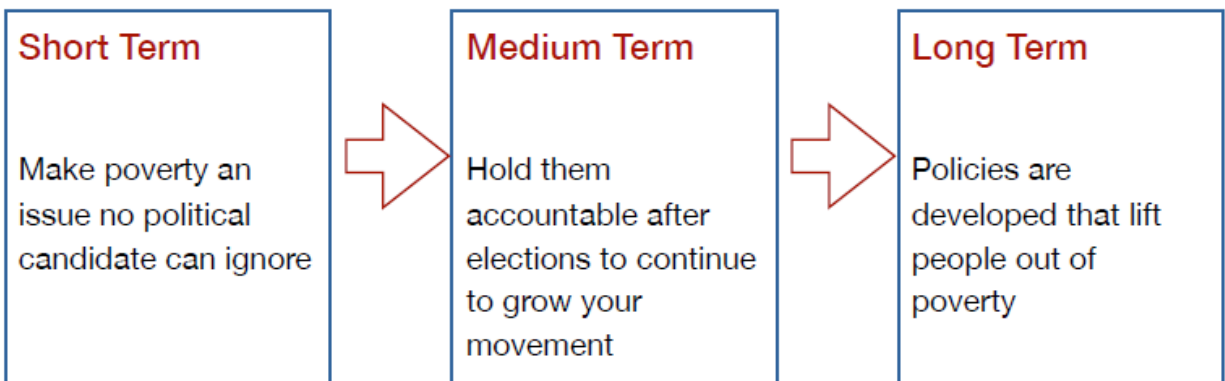 Short Term
Make poverty an
issue no political
candidate can ignore
Medium Term
Hold them
accountable after
elections to continue
to grow your
movement
Long Term
Policies are
developed that lift
people out of
poverty